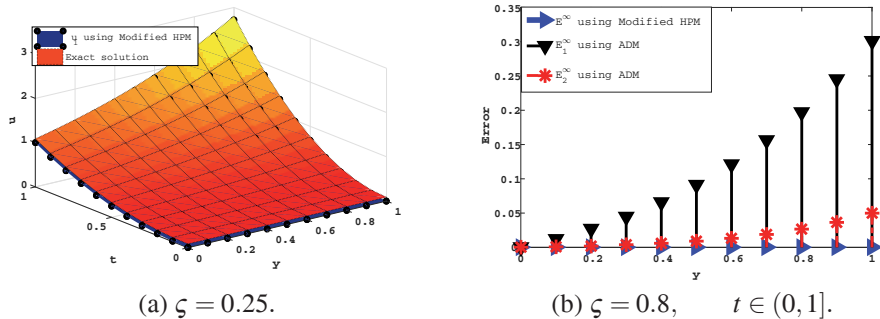 u₁ using Modified HPM
Exact solution
u
3
2
1
0
1
0.5
0
t
0
0.2
0.4
0.6
0.8
1
y
(a) ς = 0.25.
E^∞ using Modified HPM
E₁^∞ using ADM
E₂^∞ using ADM
Error
0.35
0.3
0.25
0.2
0.15
0.1
0.05
0
0.2
0.4
0.6
0.8
1
y
(b) ς = 0.8, t ∈ (0, 1].